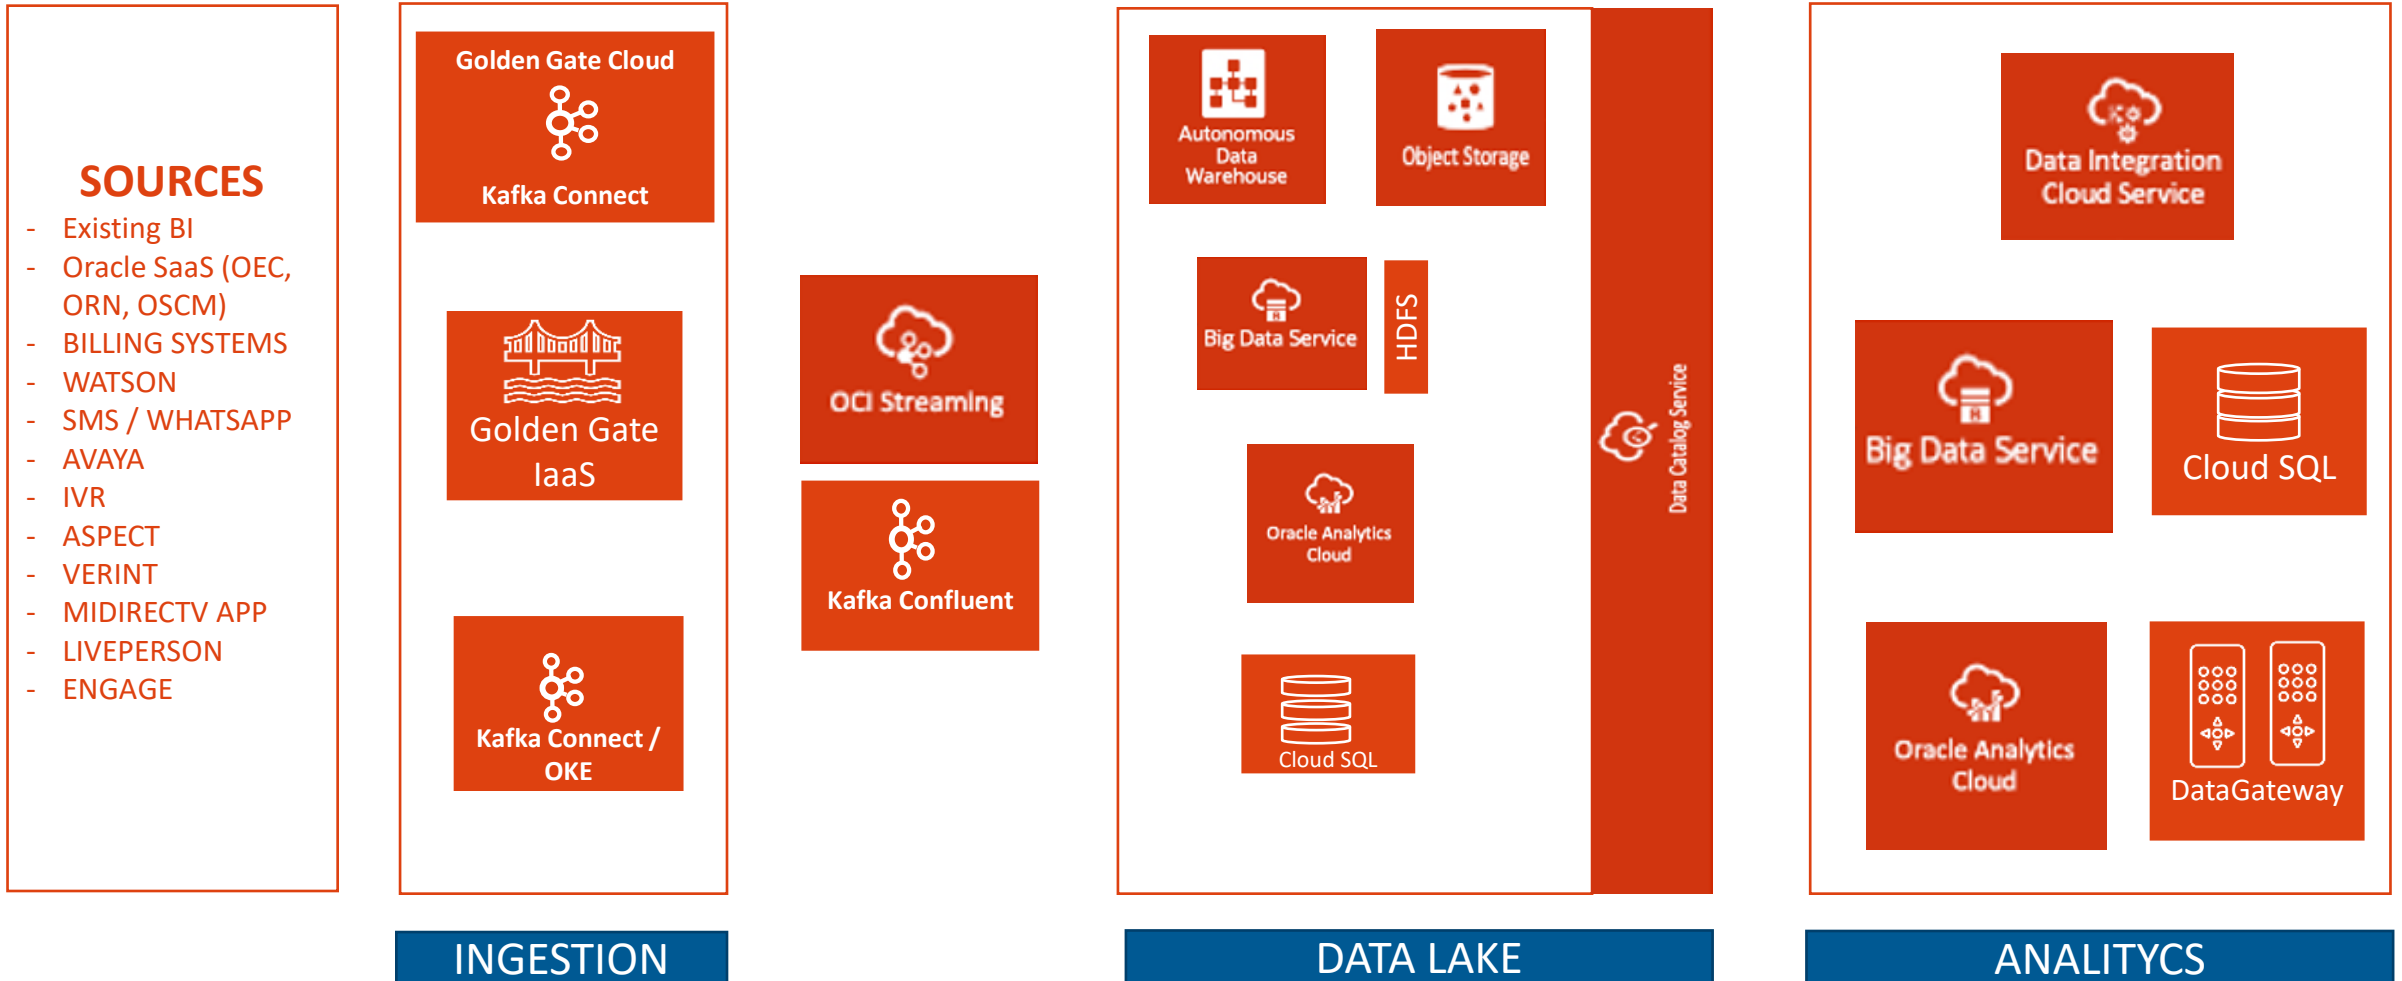 SOURCES
- Existing BI
- Oracle SaaS (OEC,
ORN, OSCM)
- BILLING SYSTEMS
- WATSON
- SMS / WHATSAPP
- AVAYA
- IVR
- ASPECT
- VERINT
- MIDIRECTV APP
- LIVEPERSON
- ENGAGE
Golden Gate Cloud
Kafka Connect
Golden Gate
IaaS
Kafka Connect /
OKE
INGESTION
OCI Streaming
Kafka Confluent
Autonomous
Data
Warehouse
Object Storage
Big Data Service
HDFS
Oracle Analytics
Cloud
Cloud SQL
Data Catalog Service
DATA LAKE
Data Integration
Cloud Service
Big Data Service
Cloud SQL
Oracle Analytics
Cloud
DataGateway
ANALITYCS